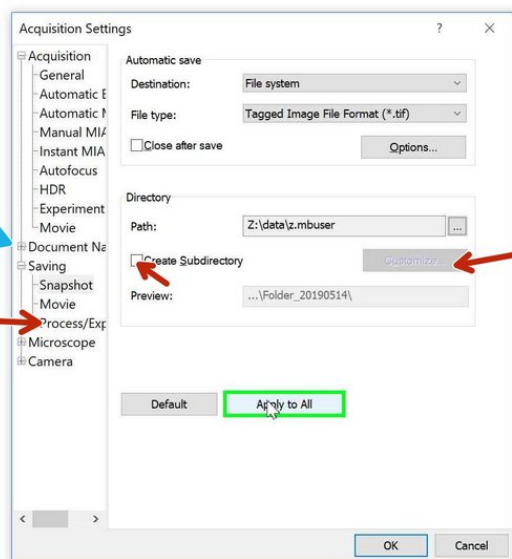 Acquisition Settings ? ×
Acquisition
General
Automatic E
Automatic M
Manual MIA
Instant MIA
Autofocus
HDR
Experiment
Movie
Document Na
Saving
Snapshot
Movie
Process/Exp
Microscope
Camera
Automatic save
Destination: File system
File type: Tagged Image File Format (*.tif)
Close after save Options...
Directory
Path: Z:\data\z.mbuser ...
Create Subdirectory Customize...
Preview: ...\Folder_20190514\
Default Apply to All
OK Cancel